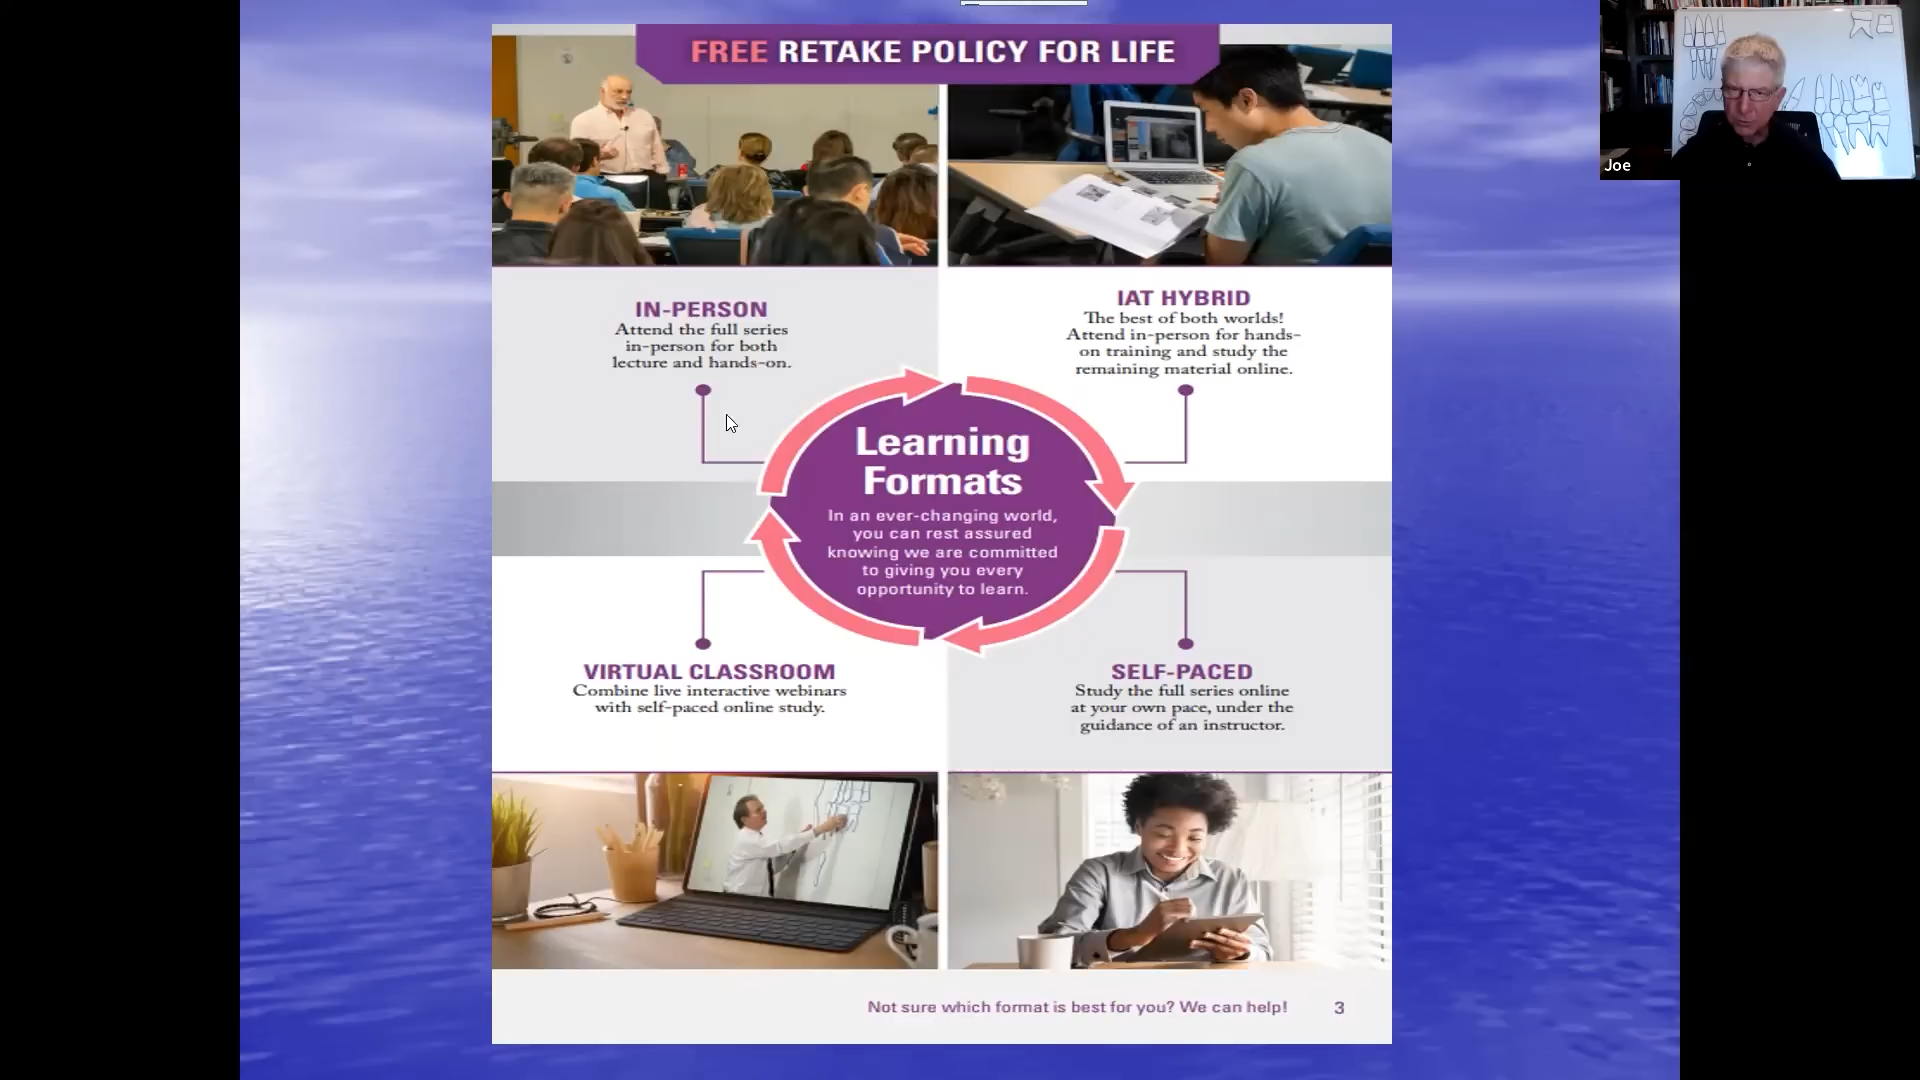 FREE RETAKE POLICY FOR LIFE
Joe
IN-PERSON
Attend the full series
in-person for both
lecture and hands-on.
IAT HYBRID
The best of both worlds!
Attend in-person for hands-
on training and study the
remaining material online.
Learning
Formats
In an ever-changing world,
you can rest assured
knowing we are committed
to giving you every
opportunity to learn.
VIRTUAL CLASSROOM
Combine live interactive webinars
with self-paced online study.
SELF-PACED
Study the full series online
at your own pace, under the
guidance of an instructor.
Not sure which format is best for you? We can help!
3